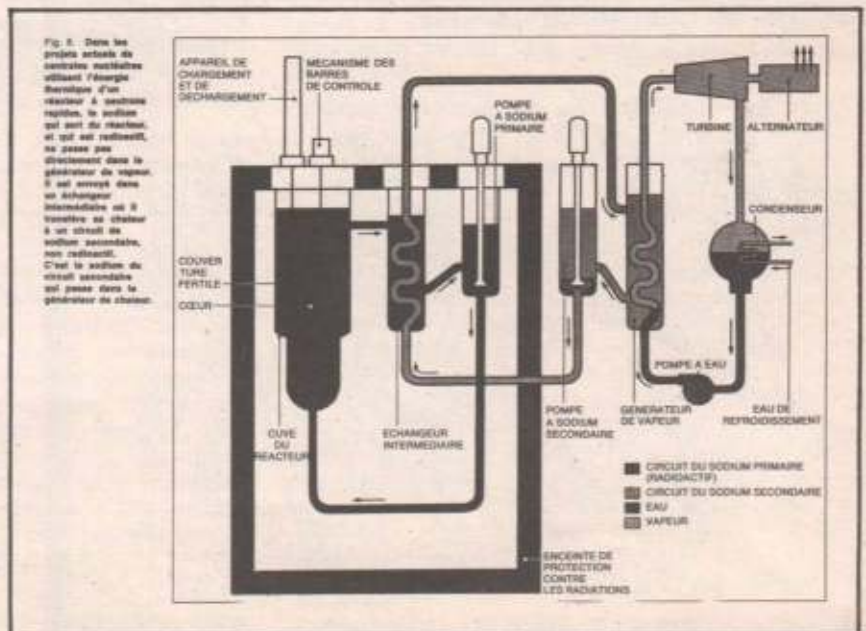 Fig. 8. Dans les
projets actuels de
centrales nucléaires
utilisant l'énergie
thermique d'un
réacteur à neutrons
rapides, le sodium
qui sort du réacteur,
et qui est radioactif,
ne passe pas
directement dans le
générateur de vapeur.
Il est envoyé dans
un échangeur
intermédiaire où il
transfère sa chaleur
à un circuit de
sodium secondaire,
non radioactif.
C'est le sodium du
circuit secondaire
qui passe dans le
générateur de chaleur.
APPAREIL DE
CHARGEMENT
ET DE
DECHARGEMENT
MECANISME DES
BARRES
DE CONTROLE
POMPE
A SODIUM
PRIMAIRE
TURBINE
ALTERNATEUR
CONDENSEUR
COUVER
TURE
FERTILE
CŒUR
POMPE A EAU
CUVE
DU
REACTEUR
ECHANGEUR
INTERMEDIAIRE
POMPE
A SODIUM
SECONDAIRE
GENERATEUR
DE VAPEUR
EAU DE
REFROIDISSEMENT
CIRCUIT DU SODIUM PRIMAIRE
(RADIOACTIF)
CIRCUIT DU SODIUM SECONDAIRE
EAU
VAPEUR
ENCEINTE DE
PROTECTION
CONTRE
LES RADIATIONS